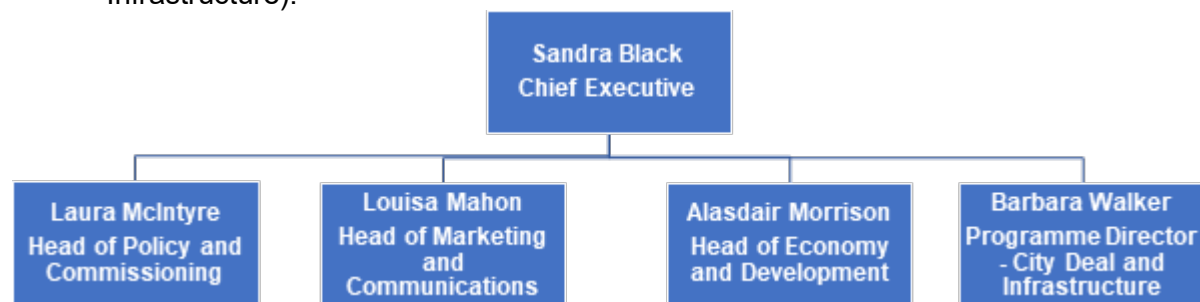 Infrastructure).
Sandra Black
Chief Executive
Laura McIntyre
Head of Policy and
Commissioning
Louisa Mahon
Head of Marketing
and
Communications
Alasdair Morrison
Head of Economy
and Development
Barbara Walker
Programme Director
- City Deal and
Infrastructure